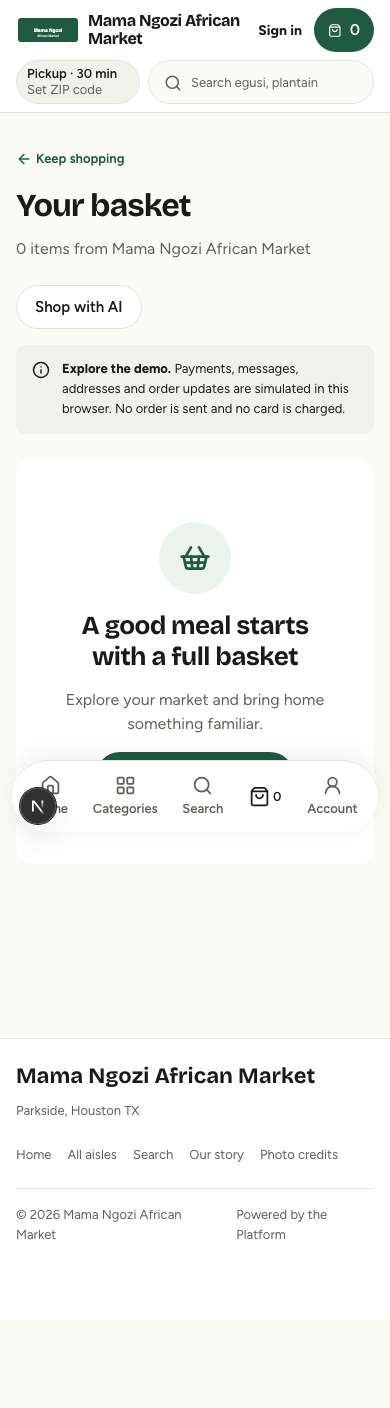 Mama Ngozi
African Market
Mama Ngozi African
Market
Sign in
0
Pickup · 30 min
Set ZIP code
Search egusi, plantain
Keep shopping
Your basket
0 items from Mama Ngozi African Market
Shop with AI
Explore the demo. Payments, messages,
addresses and order updates are simulated in this
browser. No order is sent and no card is charged.
A good meal starts
with a full basket
Explore your market and bring home
something familiar.
N
Categories
Search
0
Account
Mama Ngozi African Market
Parkside, Houston TX
Home All aisles Search Our story Photo credits
© 2026 Mama Ngozi African
Market
Powered by the
Platform